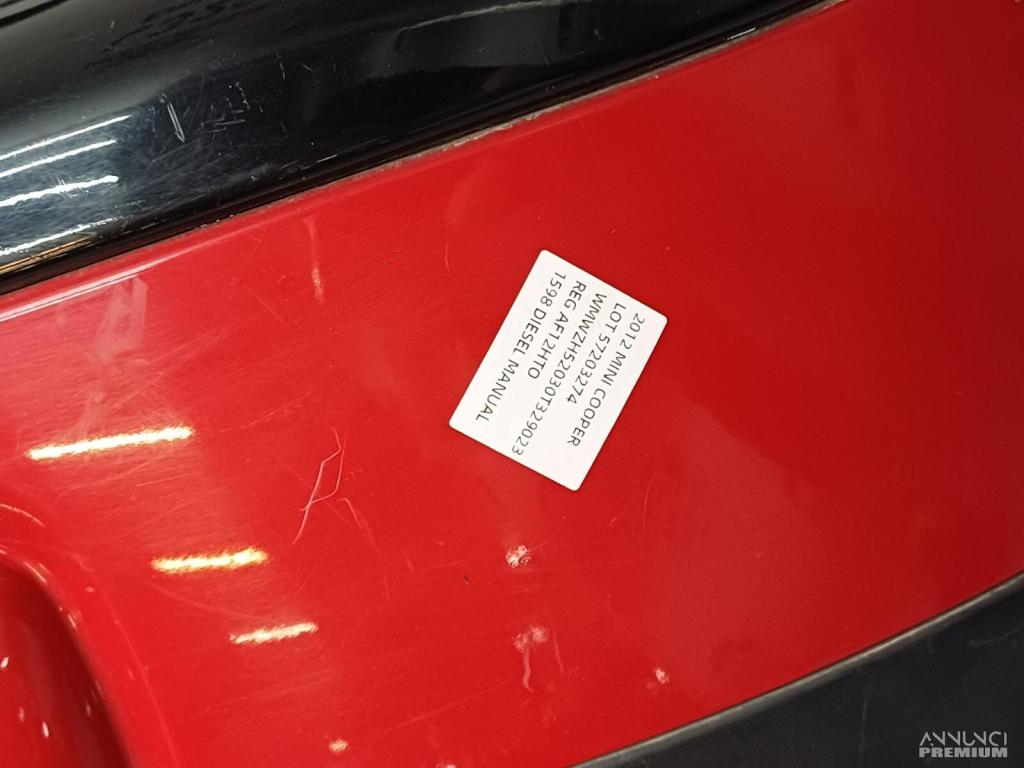 2012 MINI COOPER
LOT 57203274
WMWZH52030T329023
REG AF12HTO
1598 DIESEL MANUAL
ANNUNCI
PREMIUM